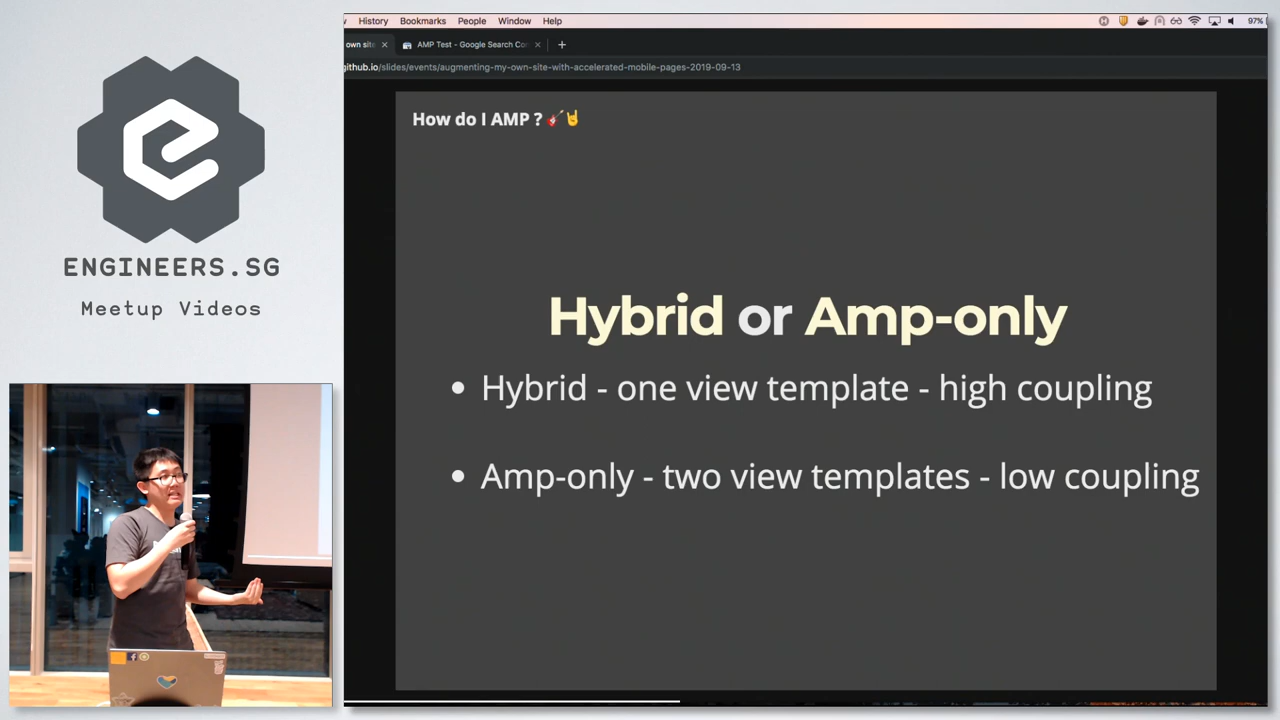 History Bookmarks People Window Help 97%
own site AMP Test - Google Search Co
github.io/slides/events/augmenting-my-own-site-with-accelerated-mobile-pages-2019-09-13
ENGINEERS.SG
Meetup Videos
How do I AMP ? 🎸🤘
Hybrid or Amp-only
• Hybrid - one view template - high coupling
• Amp-only - two view templates - low coupling